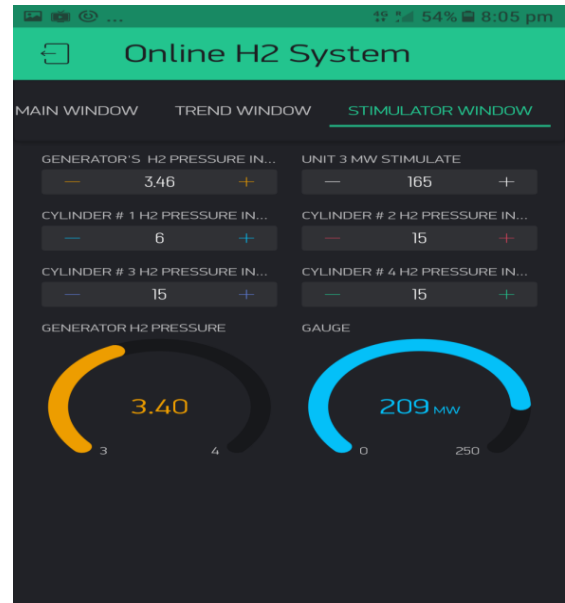 ... 54% 8:05 pm
Online H2 System
MAIN WINDOW TREND WINDOW STIMULATOR WINDOW
GENERATOR'S H2 PRESSURE IN... UNIT 3 MW STIMULATE
— 3.46 + — 165 +
CYLINDER # 1 H2 PRESSURE IN... CYLINDER # 2 H2 PRESSURE IN...
— 6 + — 15 +
CYLINDER # 3 H2 PRESSURE IN... CYLINDER # 4 H2 PRESSURE IN...
— 15 + — 15 +
GENERATOR H2 PRESSURE GAUGE
3.40 209 MW
3 4 0 250